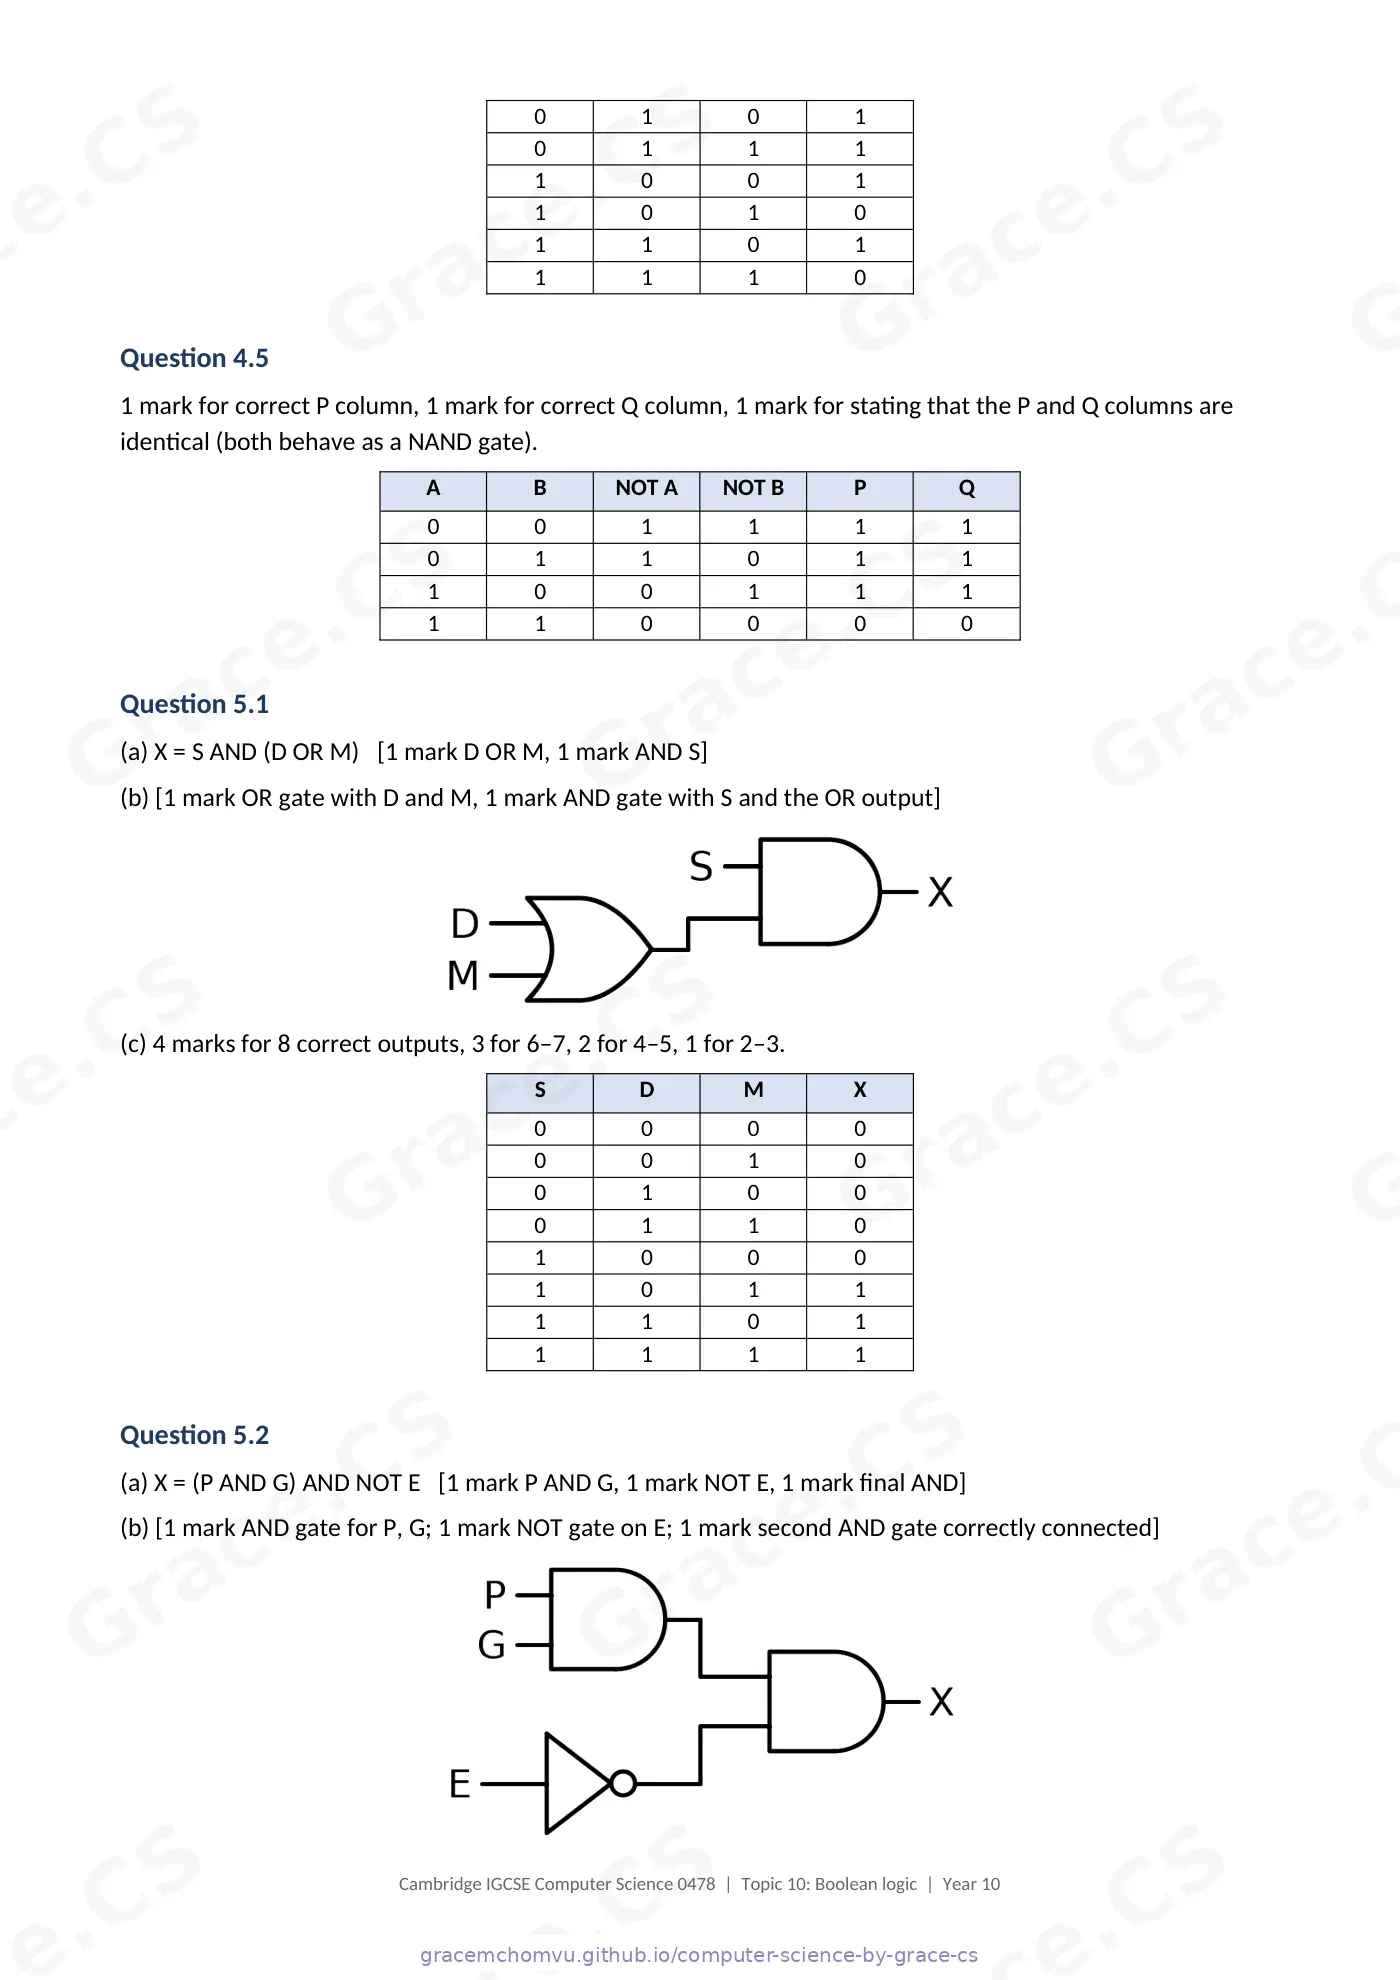 0 1 0 1
0 1 1 1
1 0 0 1
1 0 1 0
1 1 0 1
1 1 1 0
Question 4.5
1 mark for correct P column, 1 mark for correct Q column, 1 mark for stating that the P and Q columns are
identical (both behave as a NAND gate).
A B NOT A NOT B P Q
0 0 1 1 1 1
0 1 1 0 1 1
1 0 0 1 1 1
1 1 0 0 0 0
Question 5.1
(a) X = S AND (D OR M) [1 mark D OR M, 1 mark AND S]
(b) [1 mark OR gate with D and M, 1 mark AND gate with S and the OR output]
S
X
D
M
(c) 4 marks for 8 correct outputs, 3 for 6–7, 2 for 4–5, 1 for 2–3.
S D M X
0 0 0 0
0 0 1 0
0 1 0 0
0 1 1 0
1 0 0 0
1 0 1 1
1 1 0 1
1 1 1 1
Question 5.2
(a) X = (P AND G) AND NOT E [1 mark P AND G, 1 mark NOT E, 1 mark final AND]
(b) [1 mark AND gate for P, G; 1 mark NOT gate on E; 1 mark second AND gate correctly connected]
P
G
X
E
Cambridge IGCSE Computer Science 0478 | Topic 10: Boolean logic | Year 10
gracemchomvu.github.io/computer-science-by-grace-cs
Grace.CS